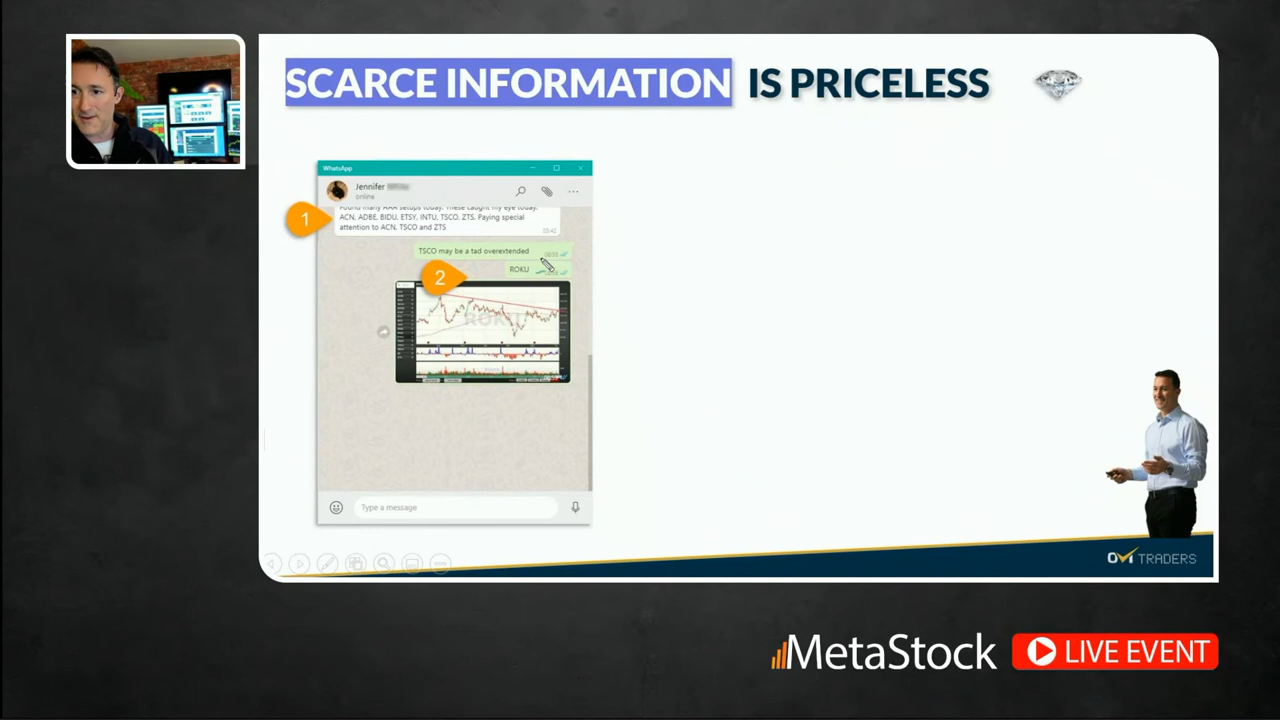 SCARCE INFORMATION IS PRICELESS
WhatsApp
Jennifer
online
Found many AAA setups today. These caught my eye today.
ACN, ADBE, BIDU, ETSY, INTU, TSCO, ZTS. Paying special
attention to ACN, TSCO and ZTS
1
TSCO may be a tad overextended
ROKU
2
ROKU
Type a message
OVI TRADERS
MetaStock
LIVE EVENT